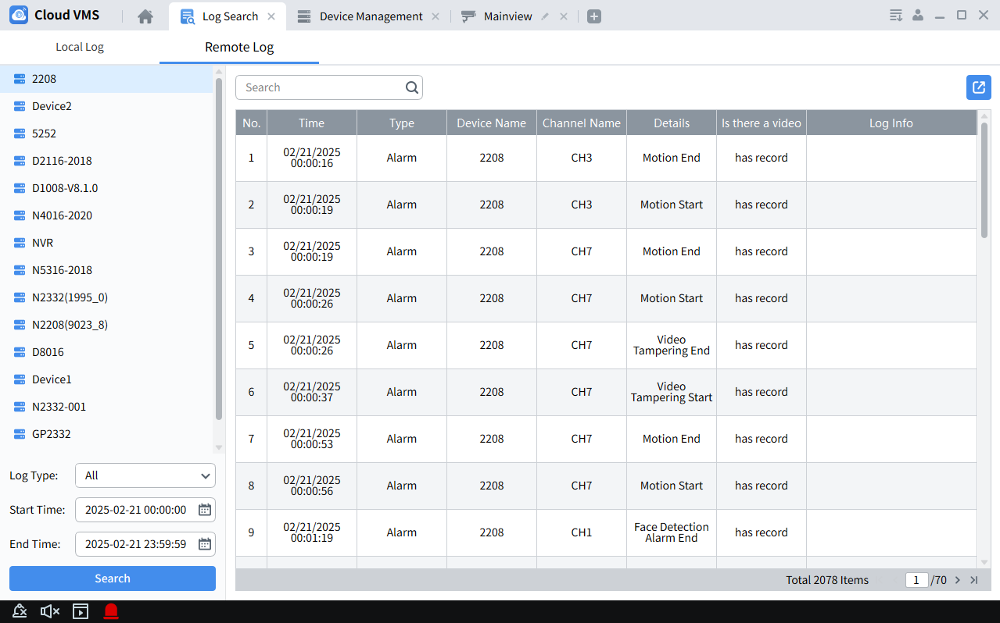 Cloud VMS
Log Search
Device Management
Mainview
Local Log
Remote Log
2208
Device2
5252
D2116-2018
D1008-V8.1.0
N4016-2020
NVR
N5316-2018
N2332(1995_0)
N2208(9023_8)
D8016
Device1
N2332-001
GP2332
Log Type: All
Start Time: 2025-02-21 00:00:00
End Time: 2025-02-21 23:59:59
Search
Search
No. Time Type Device Name Channel Name Details Is there a video Log Info
1 02/21/2025 00:00:16 Alarm 2208 CH3 Motion End has record
2 02/21/2025 00:00:19 Alarm 2208 CH3 Motion Start has record
3 02/21/2025 00:00:19 Alarm 2208 CH7 Motion End has record
4 02/21/2025 00:00:26 Alarm 2208 CH7 Motion Start has record
5 02/21/2025 00:00:26 Alarm 2208 CH7 Video Tampering End has record
6 02/21/2025 00:00:37 Alarm 2208 CH7 Video Tampering Start has record
7 02/21/2025 00:00:53 Alarm 2208 CH7 Motion End has record
8 02/21/2025 00:00:56 Alarm 2208 CH7 Motion Start has record
9 02/21/2025 00:01:19 Alarm 2208 CH1 Face Detection Alarm End has record
Total 2078 Items 1 /70